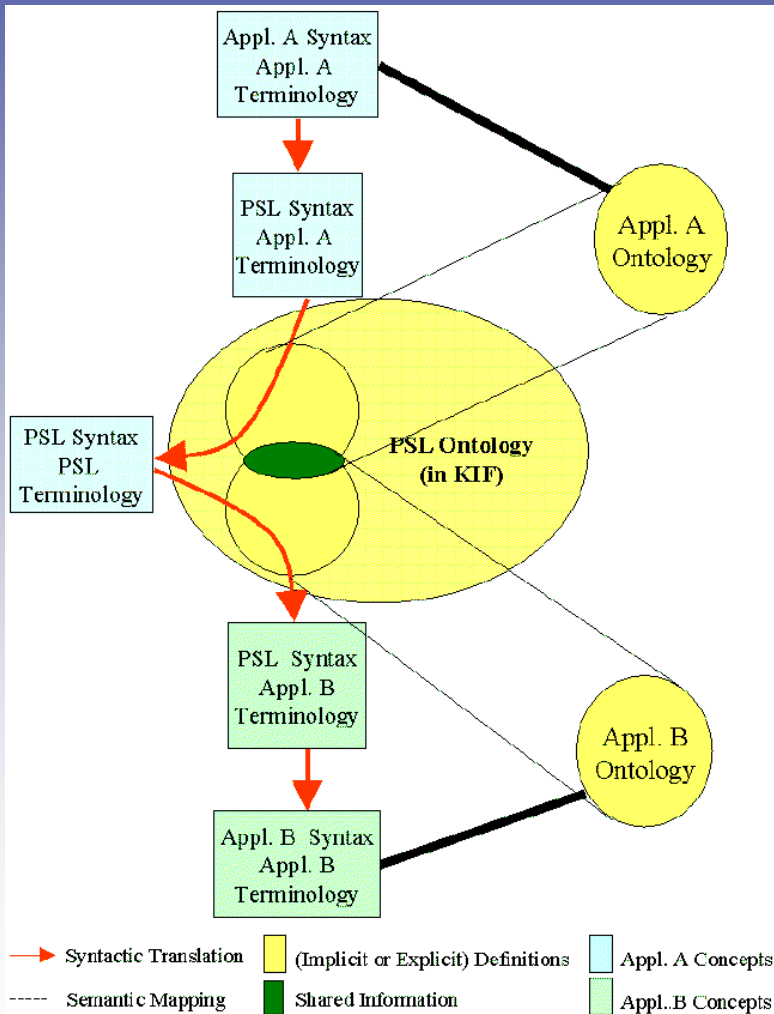 Appl. A Syntax
Appl. A
Terminology
PSL Syntax
Appl. A
Terminology
Appl. A
Ontology
PSL Syntax
PSL
Terminology
PSL Ontology
(in KIF)
PSL Syntax
Appl. B
Terminology
Appl. B
Ontology
Appl. B Syntax
Appl. B
Terminology
Syntactic Translation
(Implicit or Explicit) Definitions
Appl. A Concepts
Semantic Mapping
Shared Information
Appl..B Concepts